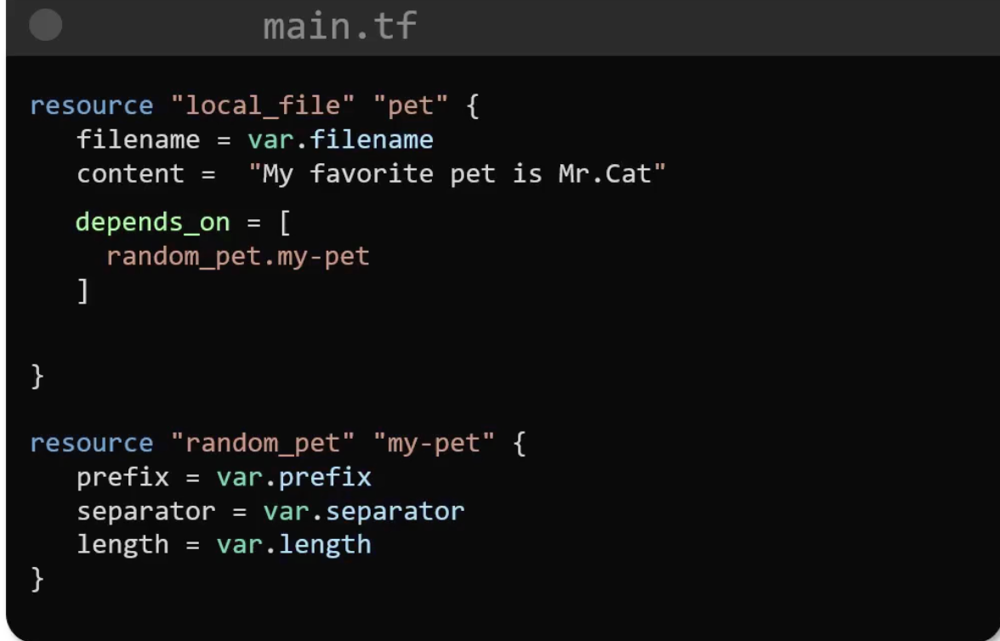 main.tf
resource "local_file" "pet" {
filename = var.filename
content =  "My favorite pet is Mr.Cat"
depends_on = [
random_pet.my-pet
]
}
resource "random_pet" "my-pet" {
prefix = var.prefix
separator = var.separator
length = var.length
}